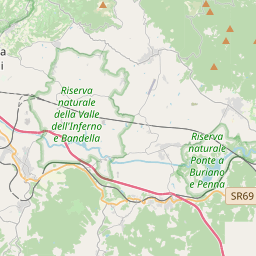 a
i
Riserva
naturale
della Valle
dell'Inferno
e Bandella
Riserva
naturale
Ponte a
Buriano
e Penna
SR69